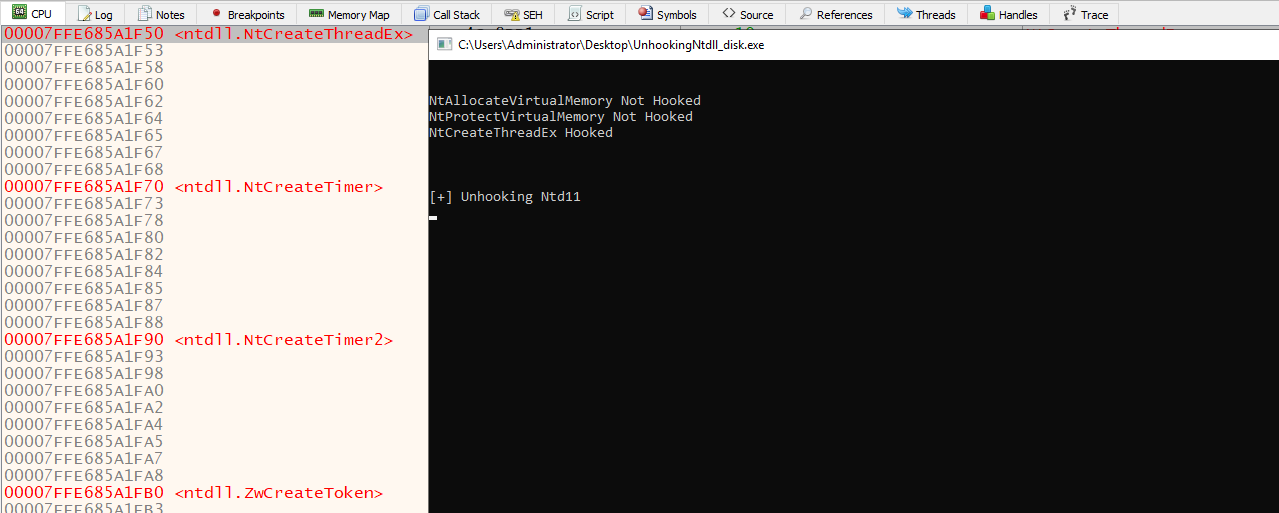 CPU Log Notes Breakpoints Memory Map Call Stack SEH Script Symbols Source References Threads Handles Trace
00007FFE685A1F50 <ntdll.NtCreateThreadEx>
00007FFE685A1F53
00007FFE685A1F58
00007FFE685A1F60
00007FFE685A1F62
00007FFE685A1F64
00007FFE685A1F65
00007FFE685A1F67
00007FFE685A1F68
00007FFE685A1F70 <ntdll.NtCreateTimer>
00007FFE685A1F73
00007FFE685A1F78
00007FFE685A1F80
00007FFE685A1F82
00007FFE685A1F84
00007FFE685A1F85
00007FFE685A1F87
00007FFE685A1F88
00007FFE685A1F90 <ntdll.NtCreateTimer2>
00007FFE685A1F93
00007FFE685A1F98
00007FFE685A1FA0
00007FFE685A1FA2
00007FFE685A1FA4
00007FFE685A1FA5
00007FFE685A1FA7
00007FFE685A1FA8
00007FFE685A1FB0 <ntdll.ZwCreateToken>
00007FFE685A1FB3
C:\Users\Administrator\Desktop\UnhookingNtdll_disk.exe
NtAllocateVirtualMemory Not Hooked
NtProtectVirtualMemory Not Hooked
NtCreateThreadEx Hooked
[+] Unhooking Ntd11